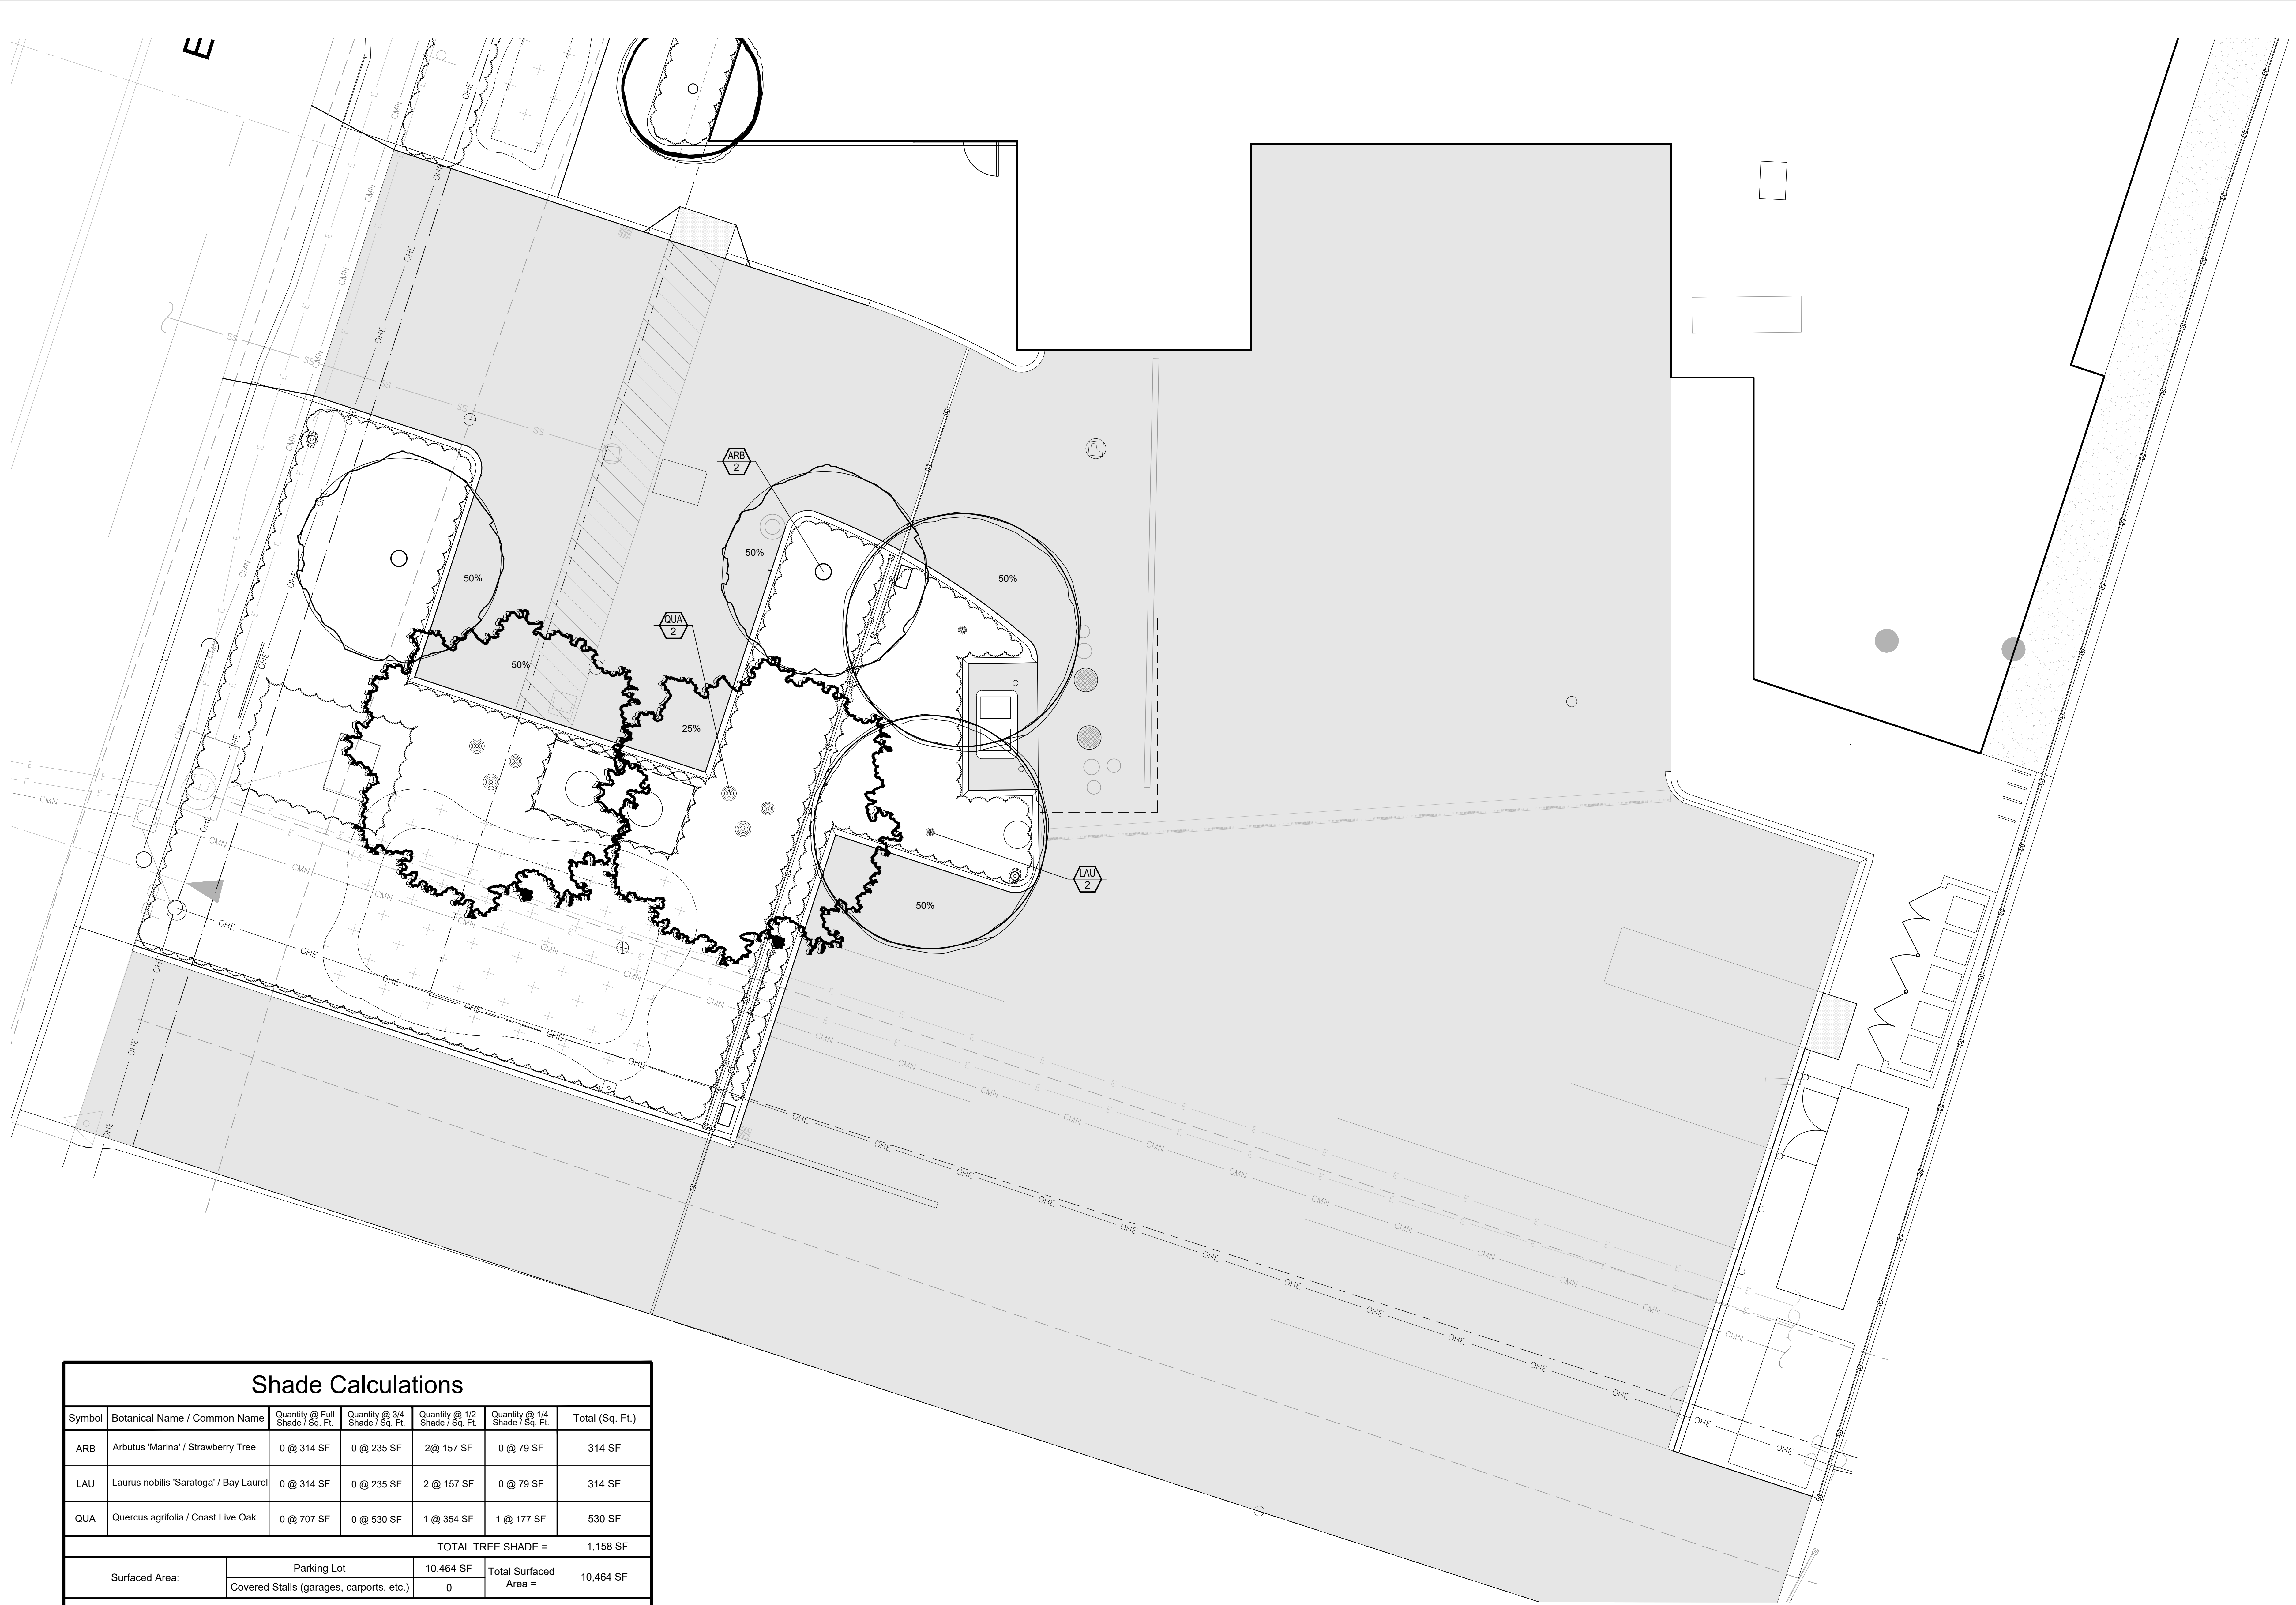 E
OHE
CMN
E
SS
ARB
2
50%
50%
50%
QUA
2
50%
25%
LAU
2
50%
Shade Calculations
Symbol Botanical Name / Common Name Quantity @ Full Shade / Sq. Ft. Quantity @ 3/4 Shade / Sq. Ft. Quantity @ 1/2 Shade / Sq. Ft. Quantity @ 1/4 Shade / Sq. Ft. Total (Sq. Ft.)
ARB Arbutus 'Marina' / Strawberry Tree 0 @ 314 SF 0 @ 235 SF 2@ 157 SF 0 @ 79 SF 314 SF
LAU Laurus nobilis 'Saratoga' / Bay Laurel 0 @ 314 SF 0 @ 235 SF 2 @ 157 SF 0 @ 79 SF 314 SF
QUA Quercus agrifolia / Coast Live Oak 0 @ 707 SF 0 @ 530 SF 1 @ 354 SF 1 @ 177 SF 530 SF
TOTAL TREE SHADE = 1,158 SF
Surfaced Area: Parking Lot 10,464 SF Total Surfaced Area = 10,464 SF
Covered Stalls (garages, carports, etc.) 0